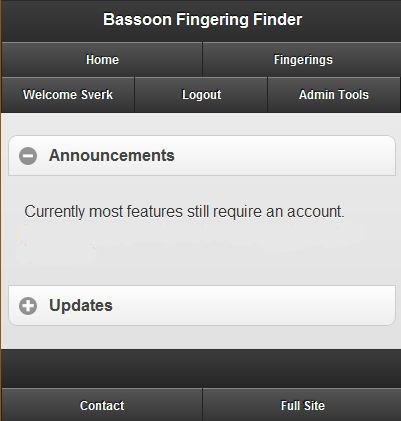 Bassoon Fingering Finder
Home Fingerings
Welcome Sverk Logout Admin Tools
Announcements
Currently most features still require an account.
Updates
Contact Full Site